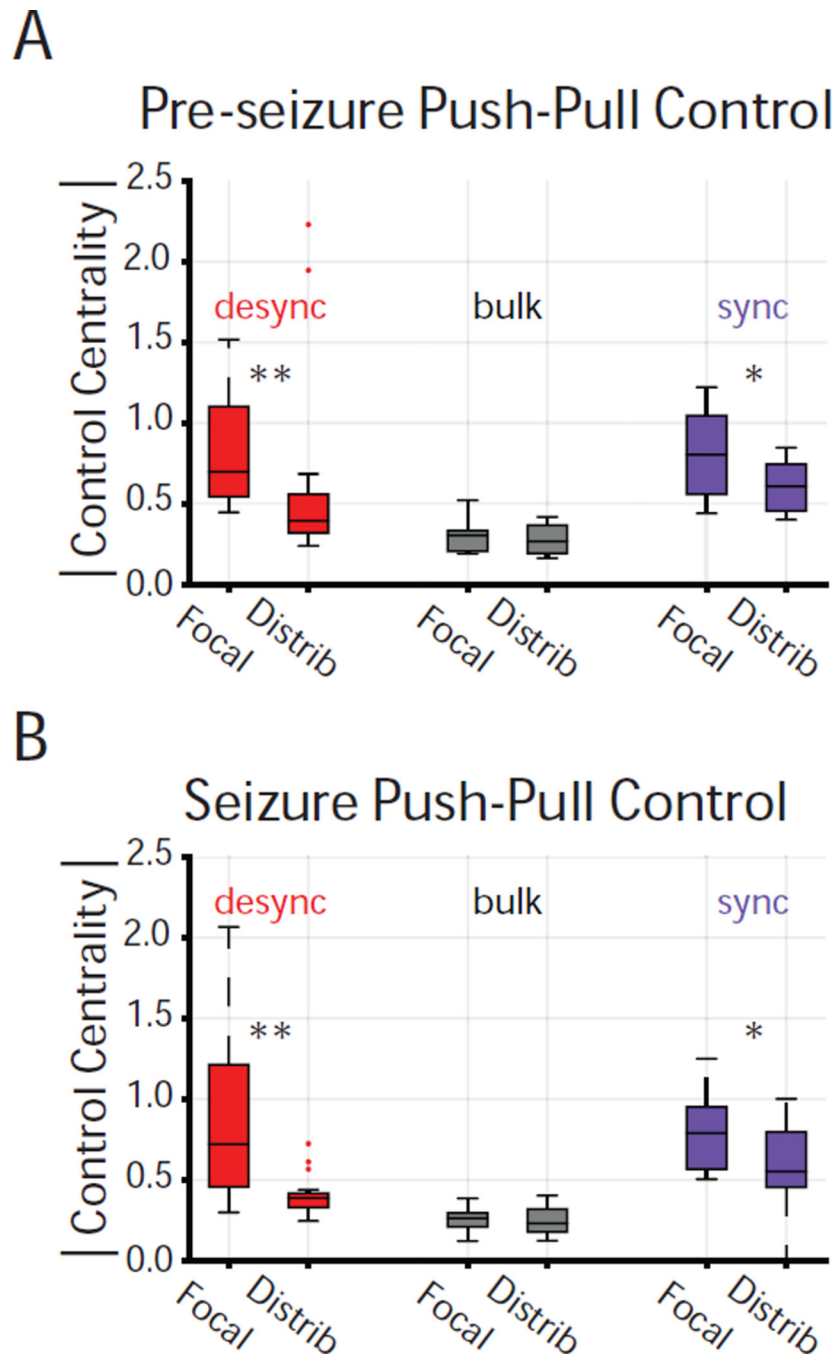 A
Pre-seizure Push-Pull Control
| Control Centrality |
2.5
2.0
1.5
1.0
0.5
0.0
desync
bulk
sync
**
*
Focal
Distrib
Focal
Distrib
Focal
Distrib
B
Seizure Push-Pull Control
| Control Centrality |
2.5
2.0
1.5
1.0
0.5
0.0
desync
bulk
sync
**
*
Focal
Distrib
Focal
Distrib
Focal
Distrib